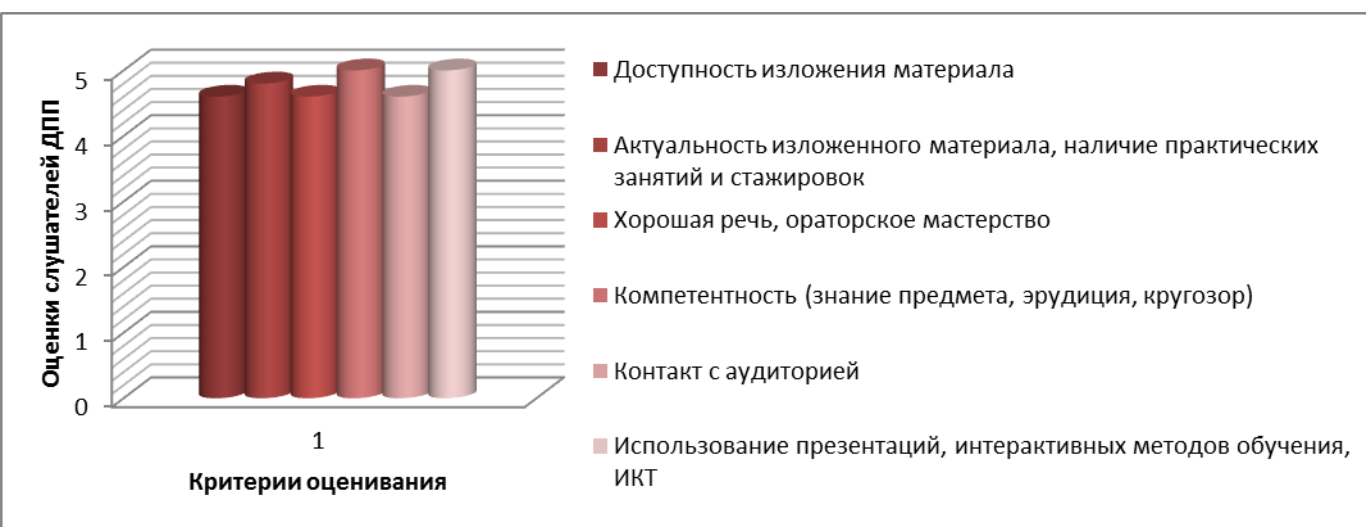 Оценки слушателей ДПП
5
4
3
2
1
0
1
Критерии оценивания
Доступность изложения материала
Актуальность изложенного материала, наличие практических
занятий и стажировок
Хорошая речь, ораторское мастерство
Компетентность (знание предмета, эрудиция, кругозор)
Контакт с аудиторией
Использование презентаций, интерактивных методов обучения,
ИКТ